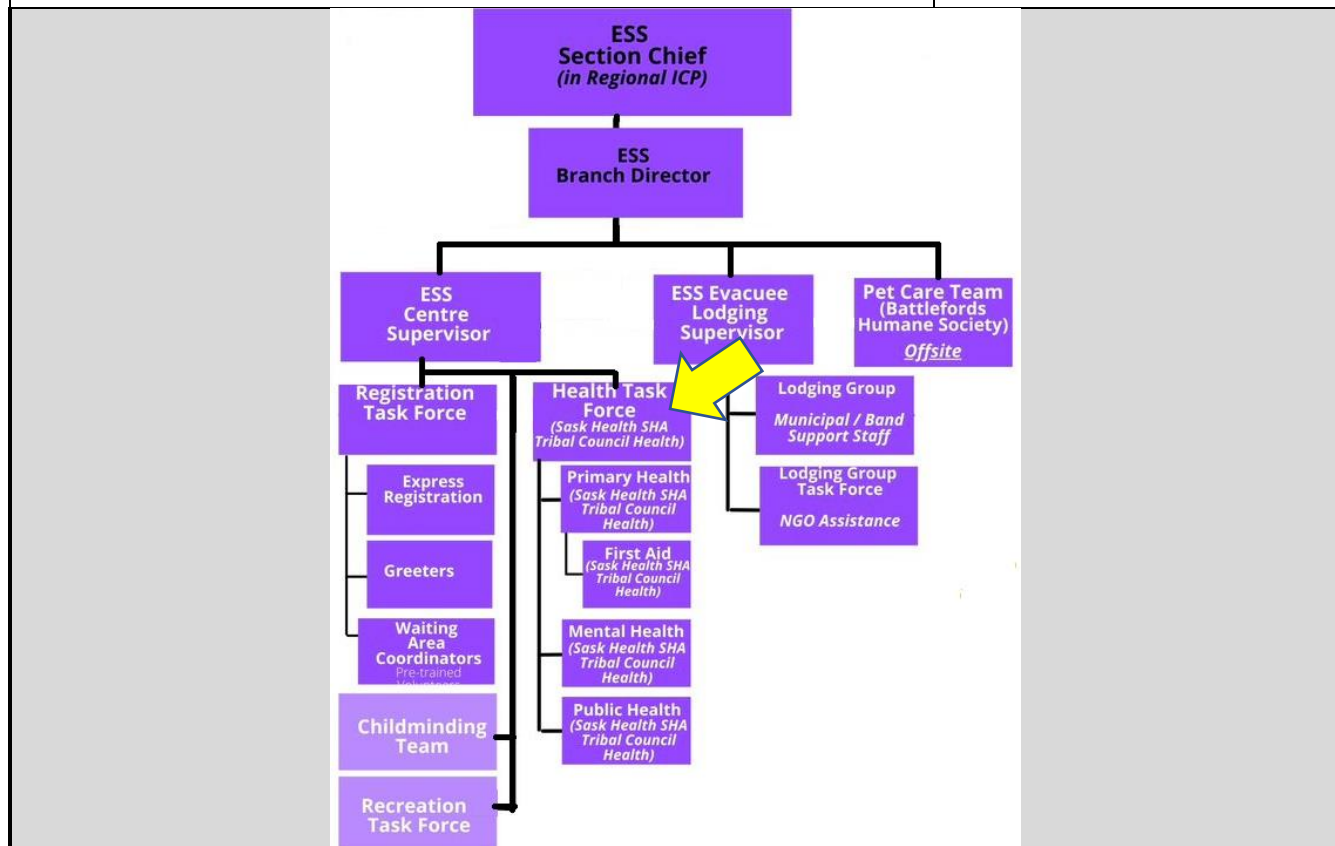 ESS
Section Chief
(in Regional ICP)
ESS
Branch Director
ESS
Centre
Supervisor
ESS Evacuee
Lodging
Supervisor
Pet Care Team
(Battlefords
Humane Society)
Offsite
Registration
Task Force
Express
Registration
Greeters
Waiting
Area
Coordinators
Pre-trained
Volunteers
Childminding
Team
Recreation
Task Force
Health Task
Force
(Sask Health SHA
Tribal Council Health)
Primary Health
(Sask Health SHA
Tribal Council
Health)
First Aid
(Sask Health SHA
Tribal Council
Health)
Mental Health
(Sask Health SHA
Tribal Council
Health)
Public Health
(Sask Health SHA
Tribal Council
Health)
Lodging Group
Municipal / Band
Support Staff
Lodging Group
Task Force
NGO Assistance